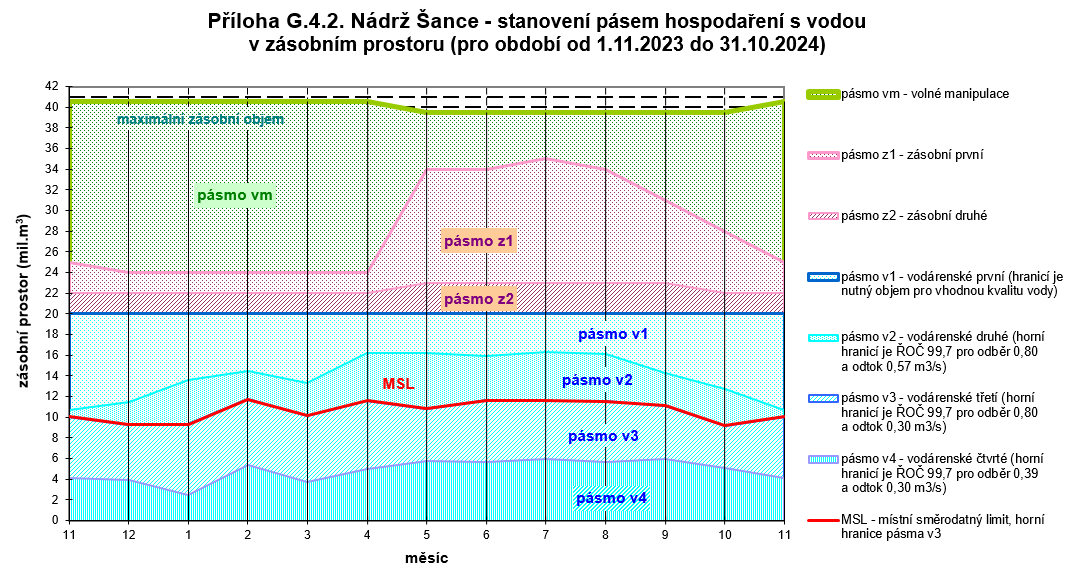 Příloha G.4.2. Nádrž Šance - stanovení pásem hospodaření s vodou
v zásobním prostoru (pro období od 1.11.2023 do 31.10.2024)
zásobní prostor (mil.m³)
42
40
38
36
34
32
30
28
26
24
22
20
18
16
14
12
10
8
6
4
2
0
maximální zásobní objem
pásmo vm
pásmo z1
pásmo z2
pásmo v1
pásmo v2
MSL
pásmo v3
pásmo v4
11 12 1 2 3 4 5 6 7 8 9 10 11
měsíc
pásmo vm - volné manipulace
pásmo z1 - zásobní první
pásmo z2 - zásobní druhé
pásmo v1 - vodárenské první (hranicí je
nutný objem pro vhodnou kvalitu vody)
pásmo v2 - vodárenské druhé (horní
hranicí je ŘOČ 99,7 pro odběr 0,80
a odtok 0,57 m3/s)
pásmo v3 - vodárenské třetí (horní
hranicí je ŘOČ 99,7 pro odběr 0,80
a odtok 0,30 m3/s)
pásmo v4 - vodárenské čtvrté (horní
hranicí je ŘOČ 99,7 pro odběr 0,39
a odtok 0,30 m3/s)
MSL - místní směrodatný limit, horní
hranice pásma v3